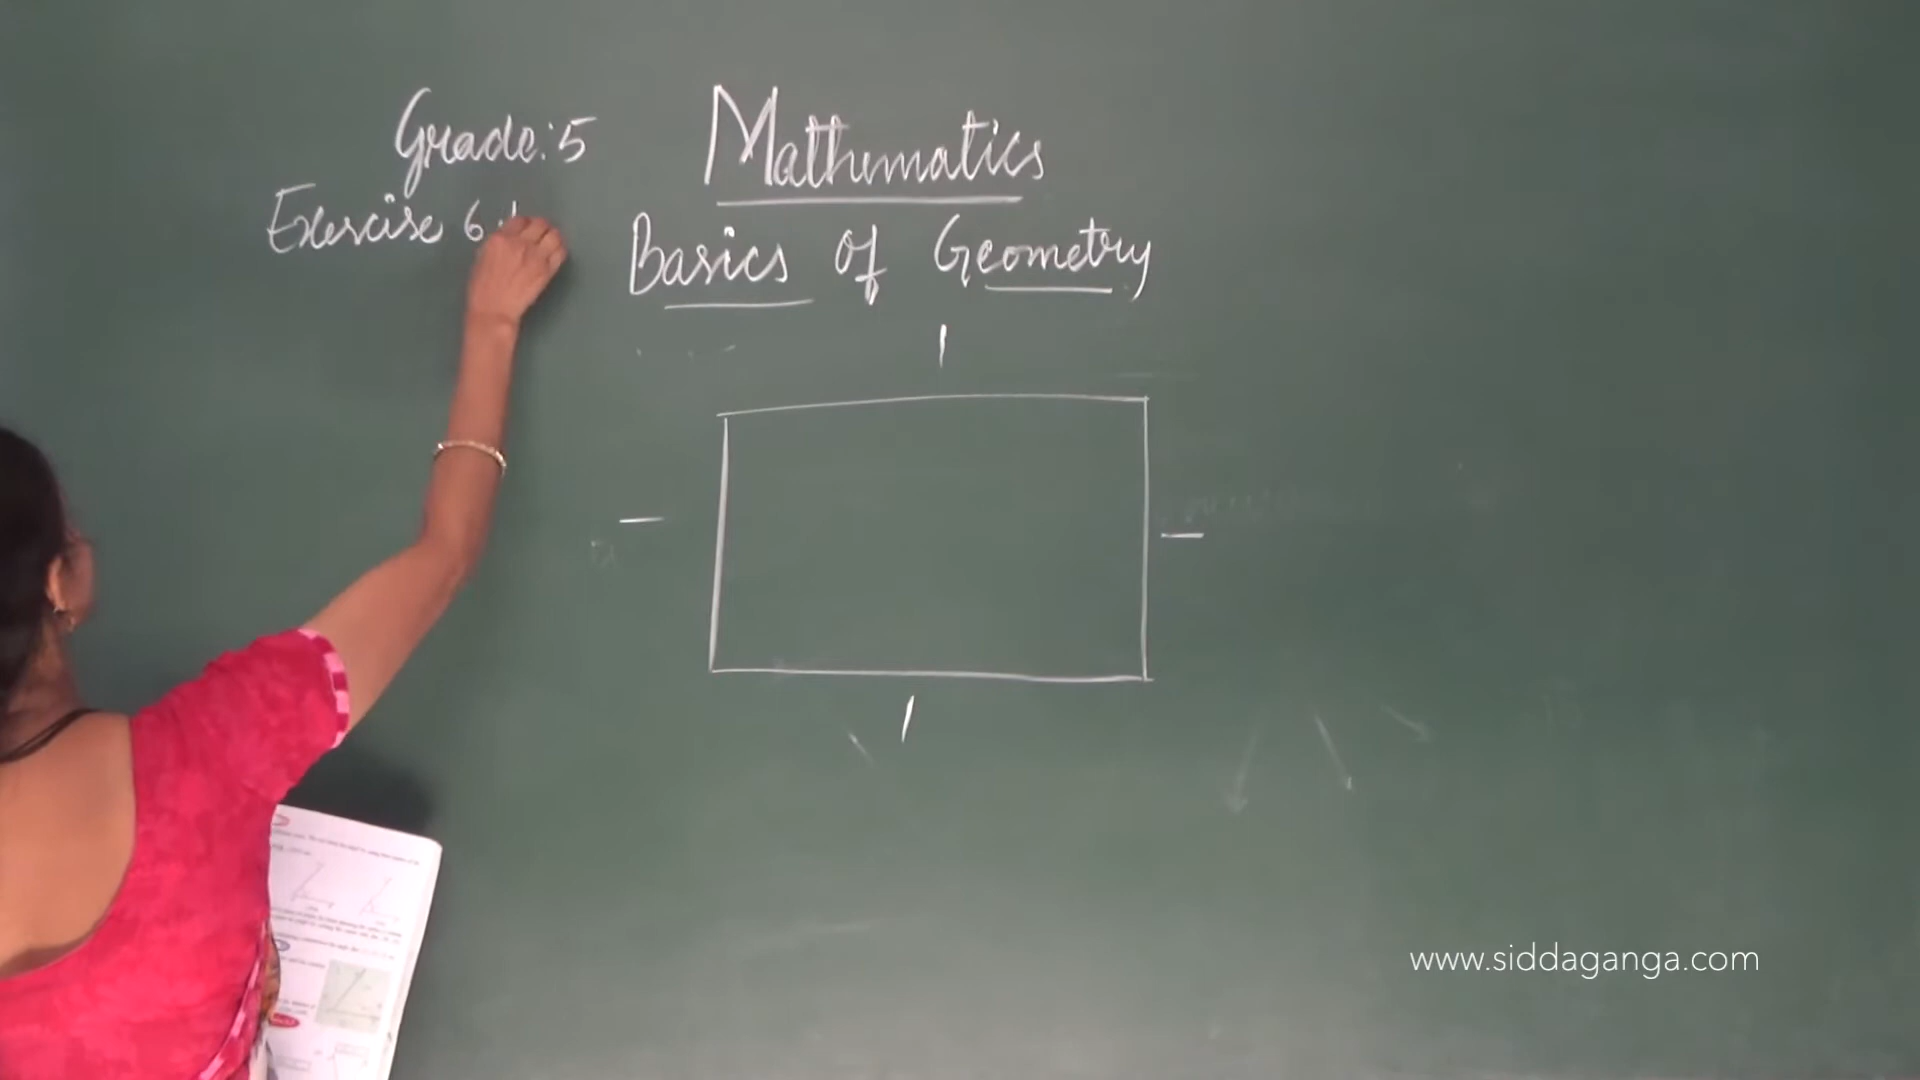 Grade: 5
Mathematics
Exercise 6.
Basics of Geometry
www.siddaganga.com